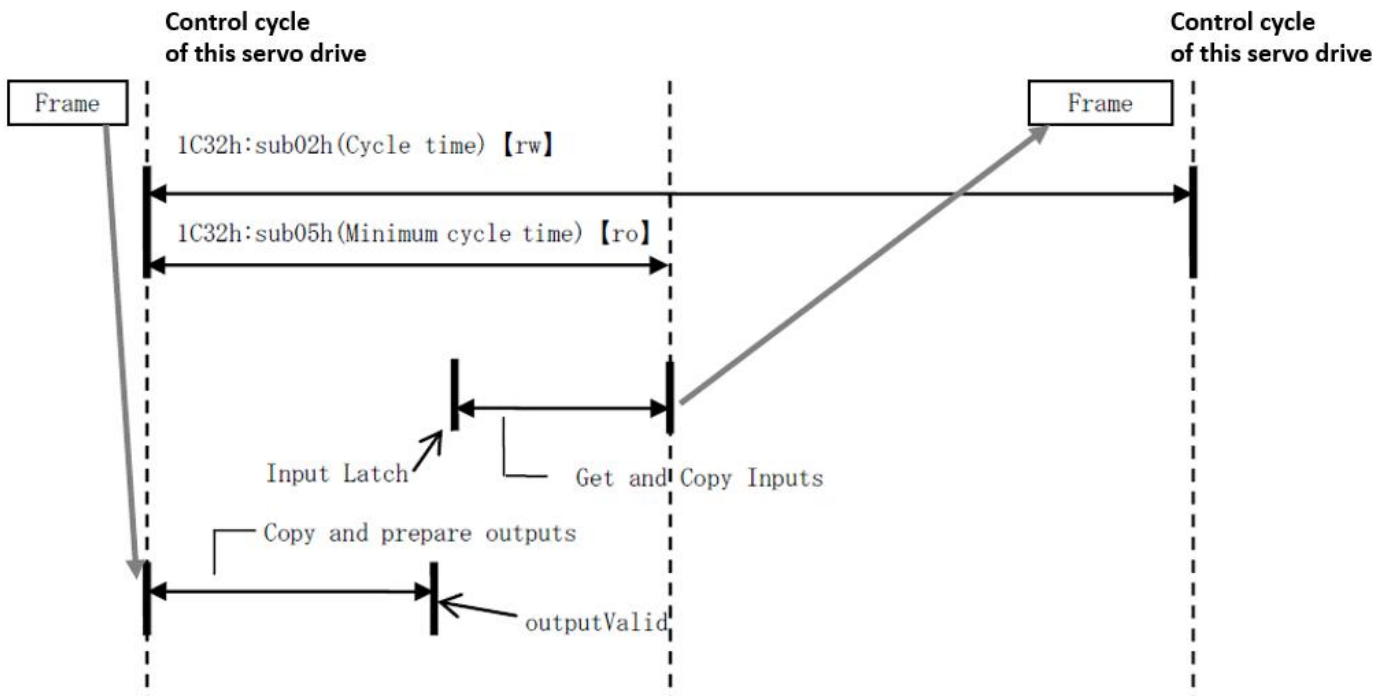 Control cycle
of this servo drive
Control cycle
of this servo drive
Frame
Frame
1C32h:sub02h(Cycle time)【rw】
1C32h:sub05h(Minimum cycle time)【ro】
Input Latch
Get and Copy Inputs
Copy and prepare outputs
outputValid